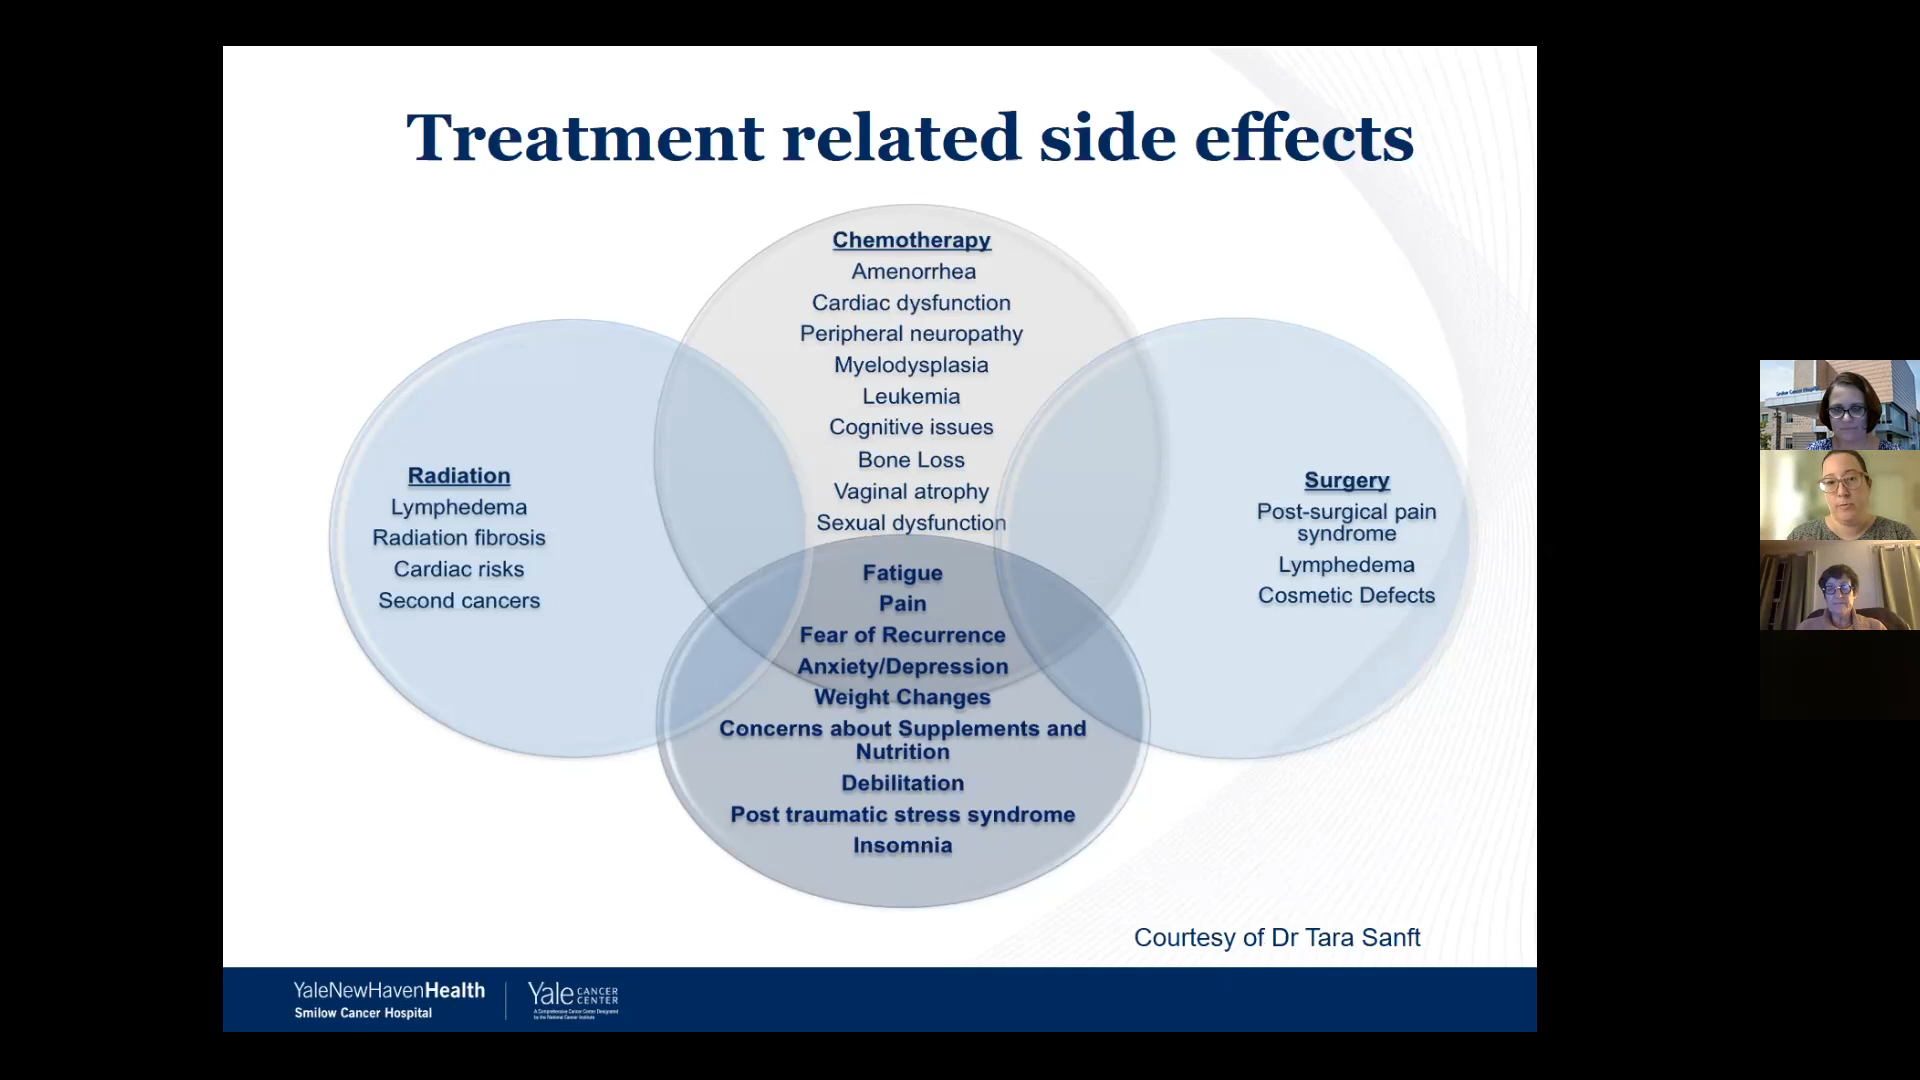 Treatment related side effects
Chemotherapy
Amenorrhea
Cardiac dysfunction
Peripheral neuropathy
Myelodysplasia
Leukemia
Cognitive issues
Bone Loss
Vaginal atrophy
Sexual dysfunction
Radiation
Lymphedema
Radiation fibrosis
Cardiac risks
Second cancers
Surgery
Post-surgical pain
syndrome
Lymphedema
Cosmetic Defects
Fatigue
Pain
Fear of Recurrence
Anxiety/Depression
Weight Changes
Concerns about Supplements and
Nutrition
Debilitation
Post traumatic stress syndrome
Insomnia
Courtesy of Dr Tara Sanft
YaleNewHavenHealth
Smilow Cancer Hospital
Yale CANCER
CENTER
A Comprehensive Cancer Center Designated
by the National Cancer Institute
Smilow Cancer Hospital